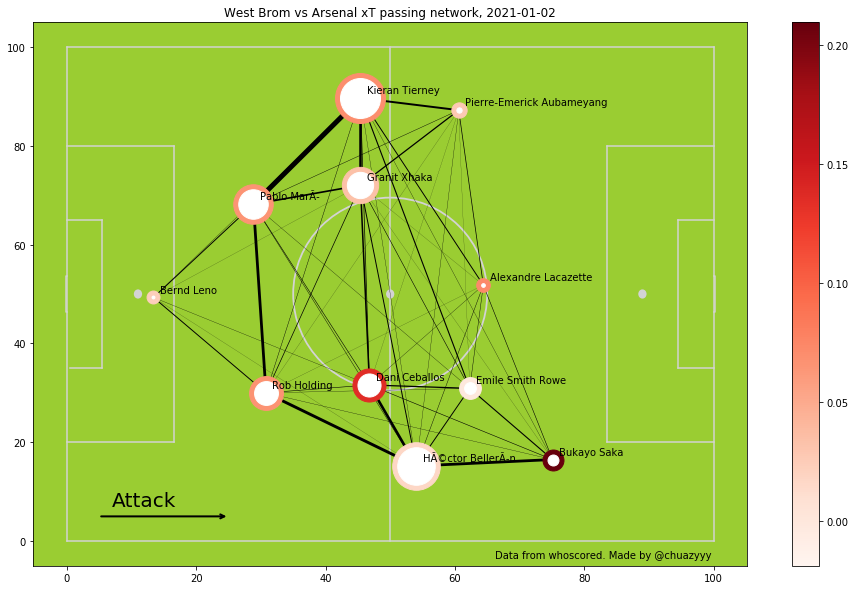 West Brom vs Arsenal xT passing network, 2021-01-02
100
80
60
40
20
0
0
20
40
60
80
100
Kieran Tierney
Pierre-Emerick Aubameyang
Granit Xhaka
Pablo MarÃ-
Alexandre Lacazette
Bernd Leno
Dani Ceballos
Emile Smith Rowe
Rob Holding
HÃ©ctor BellerÃ-n
Bukayo Saka
Attack
Data from whoscored. Made by @chuazyyy
0.20
0.15
0.10
0.05
0.00